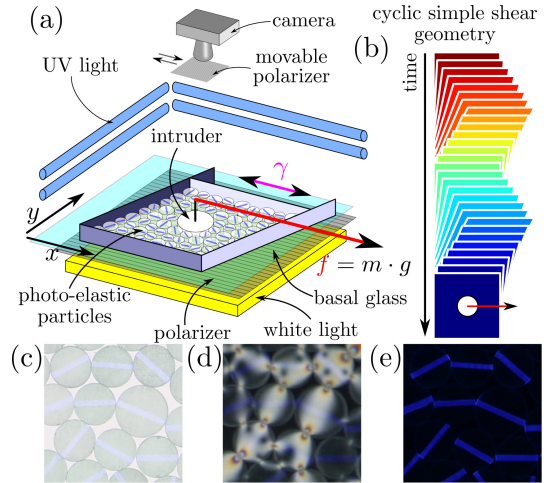 (a)
camera
movable
polarizer
UV light
intruder
γ
y
x
f = m · g
photo-elastic
particles
basal glass
polarizer
white light
cyclic simple shear
geometry
(b)
time
(c)
(d)
(e)